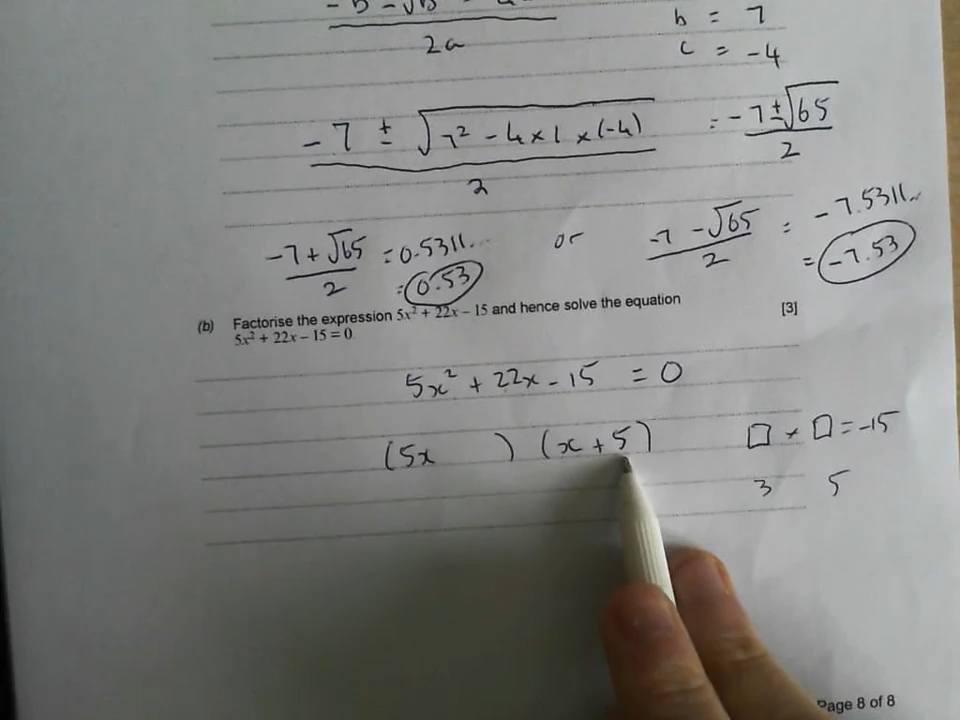 2a
b = 7
c = -4
-7 ± √7² - 4 × 1 × (-4)
2
= -7 ± √65
2
-7 + √65
2
= 0.5311...
= 0.53
or
-7 - √65
2
= -7.5311..
= -7.53
(b) Factorise the expression 5x² + 22x – 15 and hence solve the equation [3]
5x² + 22x – 15 = 0
5x² + 22x - 15 = 0
(5x ) (x + 5) □ × □ = -15
3 5
Page 8 of 8